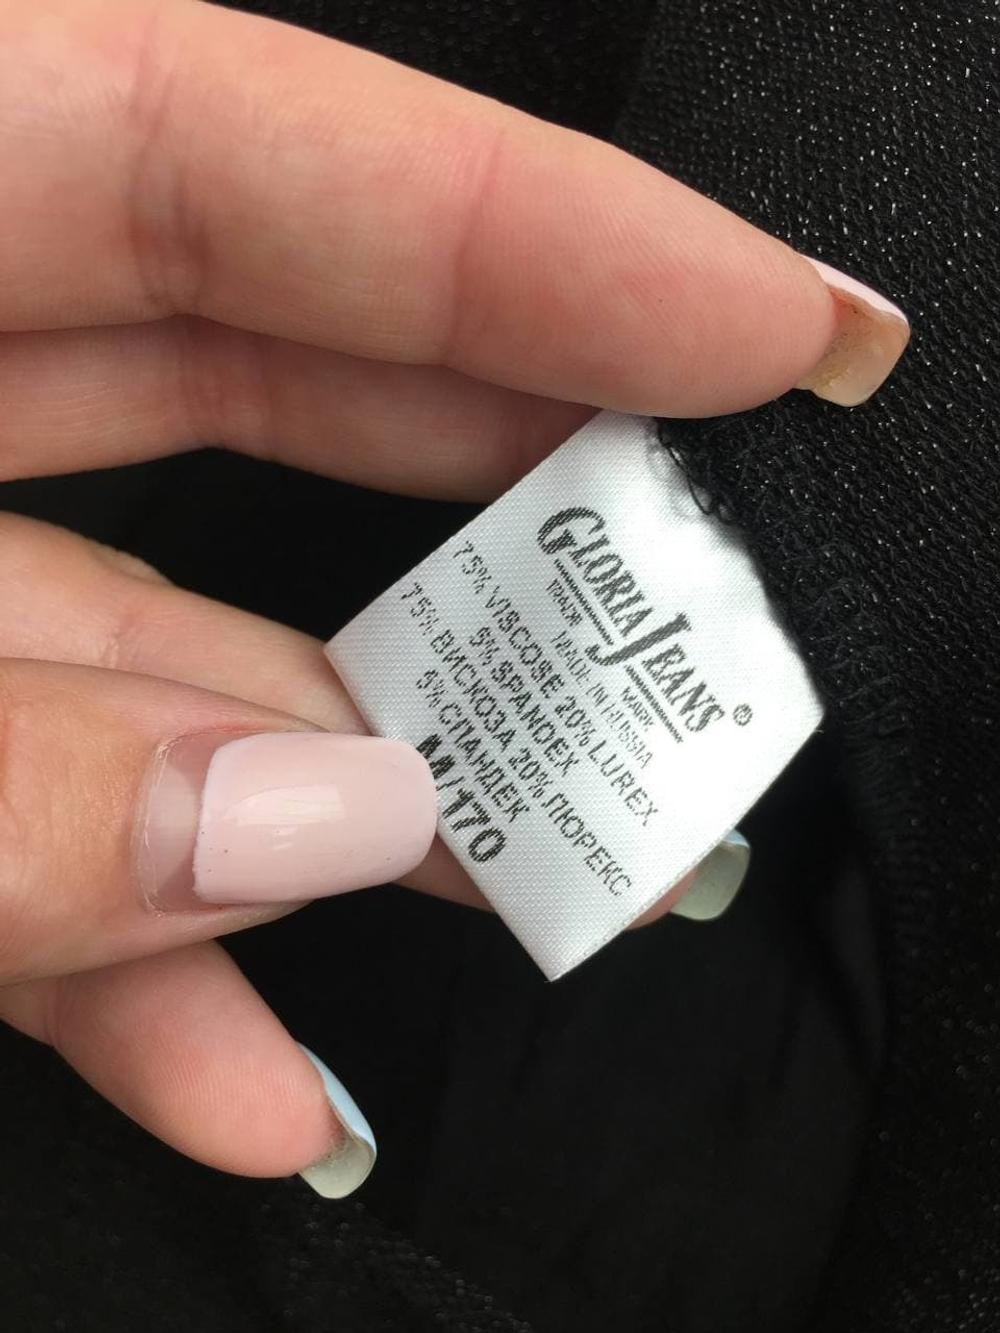 GLORIA JEANS®
TRADE MARK
MADE IN RUSSIA
75% VISCOSE 20% LUREX
5% SPANDEX
75% ВИСКОЗА 20% ЛЮРЕКС
5% СПАНДЕК
M/170